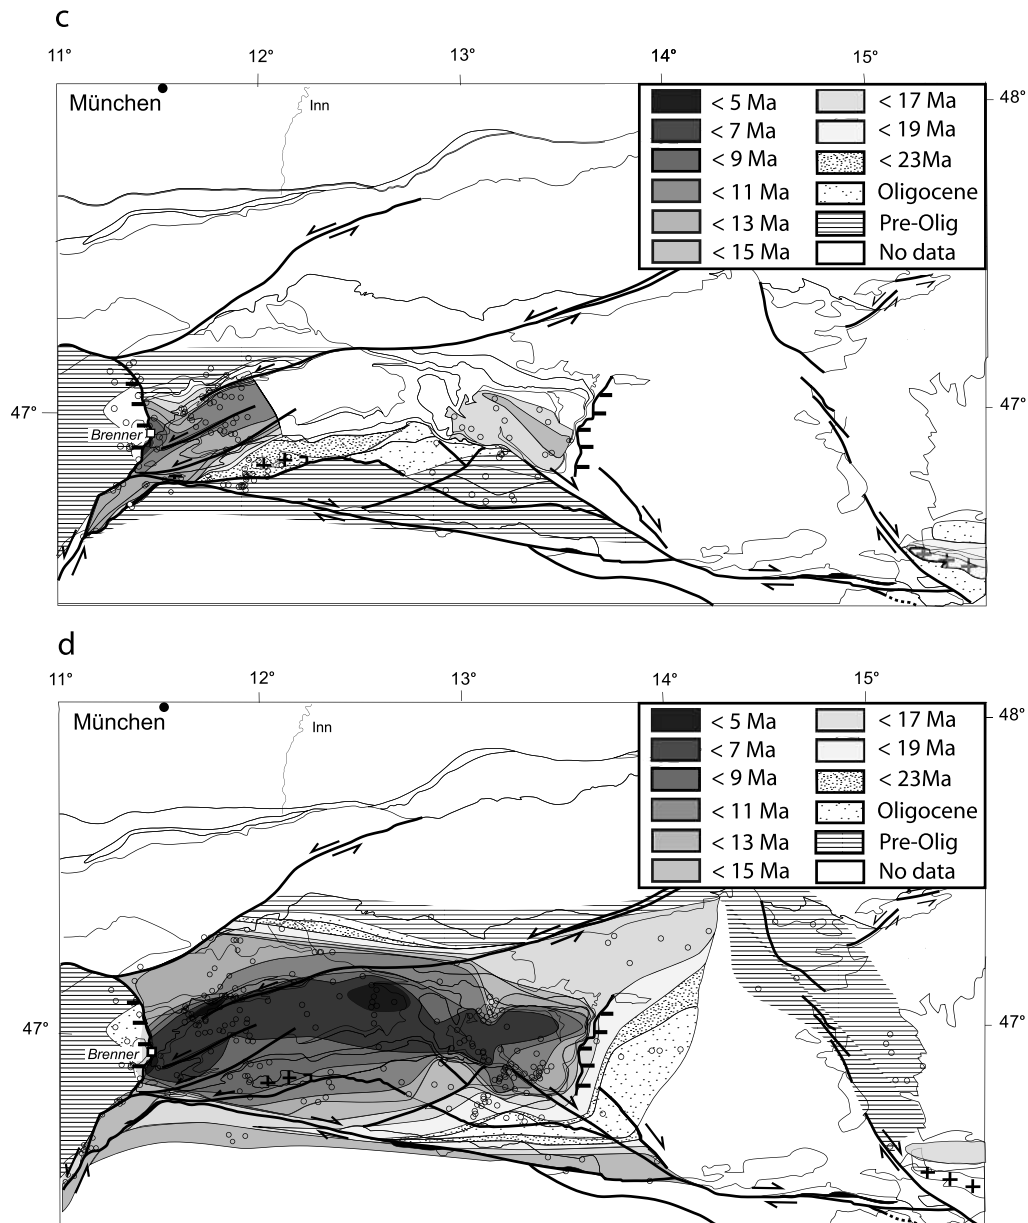 c
11° 12° 13° 14° 15°
München
Inn
48°
< 5 Ma < 17 Ma
< 7 Ma < 19 Ma
< 9 Ma < 23Ma
< 11 Ma Oligocene
< 13 Ma Pre-Olig
< 15 Ma No data
47° 47°
Brenner
d
11° 12° 13° 14° 15°
München
Inn
48°
< 5 Ma < 17 Ma
< 7 Ma < 19 Ma
< 9 Ma < 23Ma
< 11 Ma Oligocene
< 13 Ma Pre-Olig
< 15 Ma No data
47° 47°
Brenner